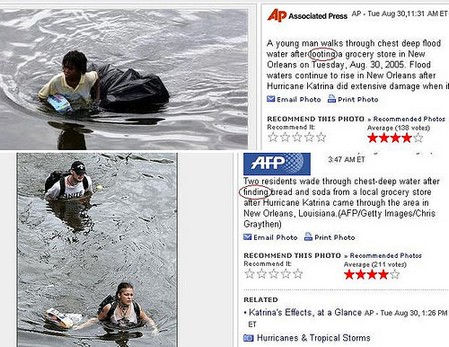 AP Associated Press AP - Tue Aug 30,11:31 AM ET
A young man walks through chest deep flood
water after looting a grocery store in New
Orleans on Tuesday, Aug. 30, 2005. Flood
waters continue to rise in New Orleans after
Hurricane Katrina did extensive damage when it
Email Photo Print Photo
RECOMMEND THIS PHOTO » Recommended Photos
Recommend It: Average (138 votes)
AFP
3:47 AM ET
Two residents wade through chest-deep water after
finding bread and soda from a local grocery store
after Hurricane Katrina came through the area in
New Orleans, Louisiana.(AFP/Getty Images/Chris
Graythen)
Email Photo Print Photo
RECOMMEND THIS PHOTO » Recommended Photos
Recommend It: Average (211 votes)
RELATED
• Katrina's Effects, at a Glance AP - Tue Aug 30, 1:26 PM
ET
Hurricanes & Tropical Storms